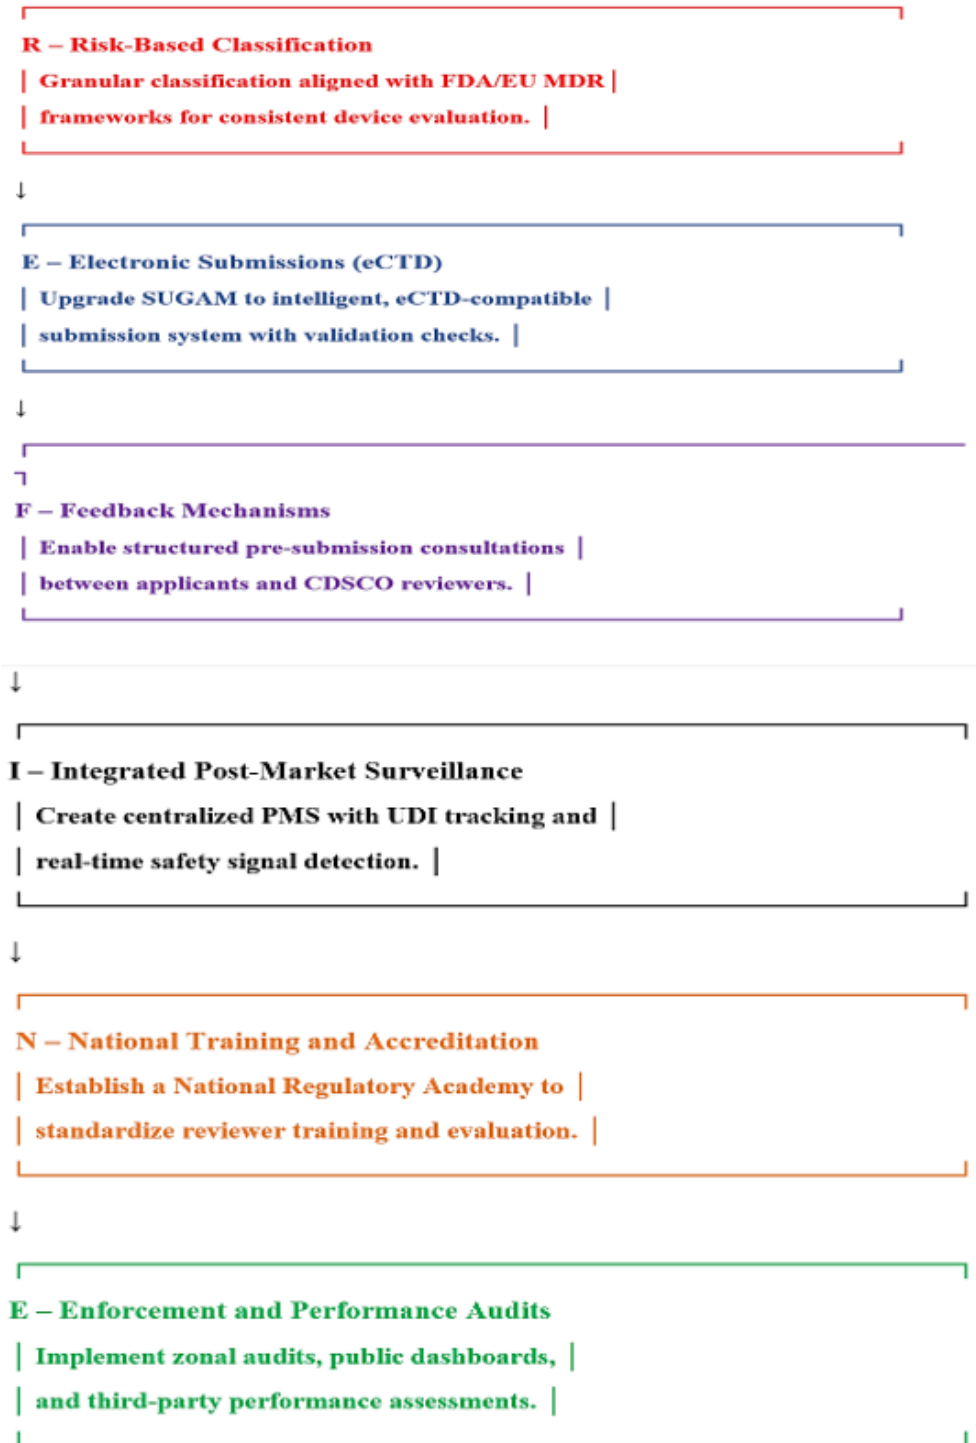 R – Risk-Based Classification
| Granular classification aligned with FDA/EU MDR |
| frameworks for consistent device evaluation. |
↓
E – Electronic Submissions (eCTD)
| Upgrade SUGAM to intelligent, eCTD-compatible |
| submission system with validation checks. |
↓
F – Feedback Mechanisms
| Enable structured pre-submission consultations |
| between applicants and CDSCO reviewers. |
↓
I – Integrated Post-Market Surveillance
| Create centralized PMS with UDI tracking and |
| real-time safety signal detection. |
↓
N – National Training and Accreditation
| Establish a National Regulatory Academy to |
| standardize reviewer training and evaluation. |
↓
E – Enforcement and Performance Audits
| Implement zonal audits, public dashboards, |
| and third-party performance assessments. |